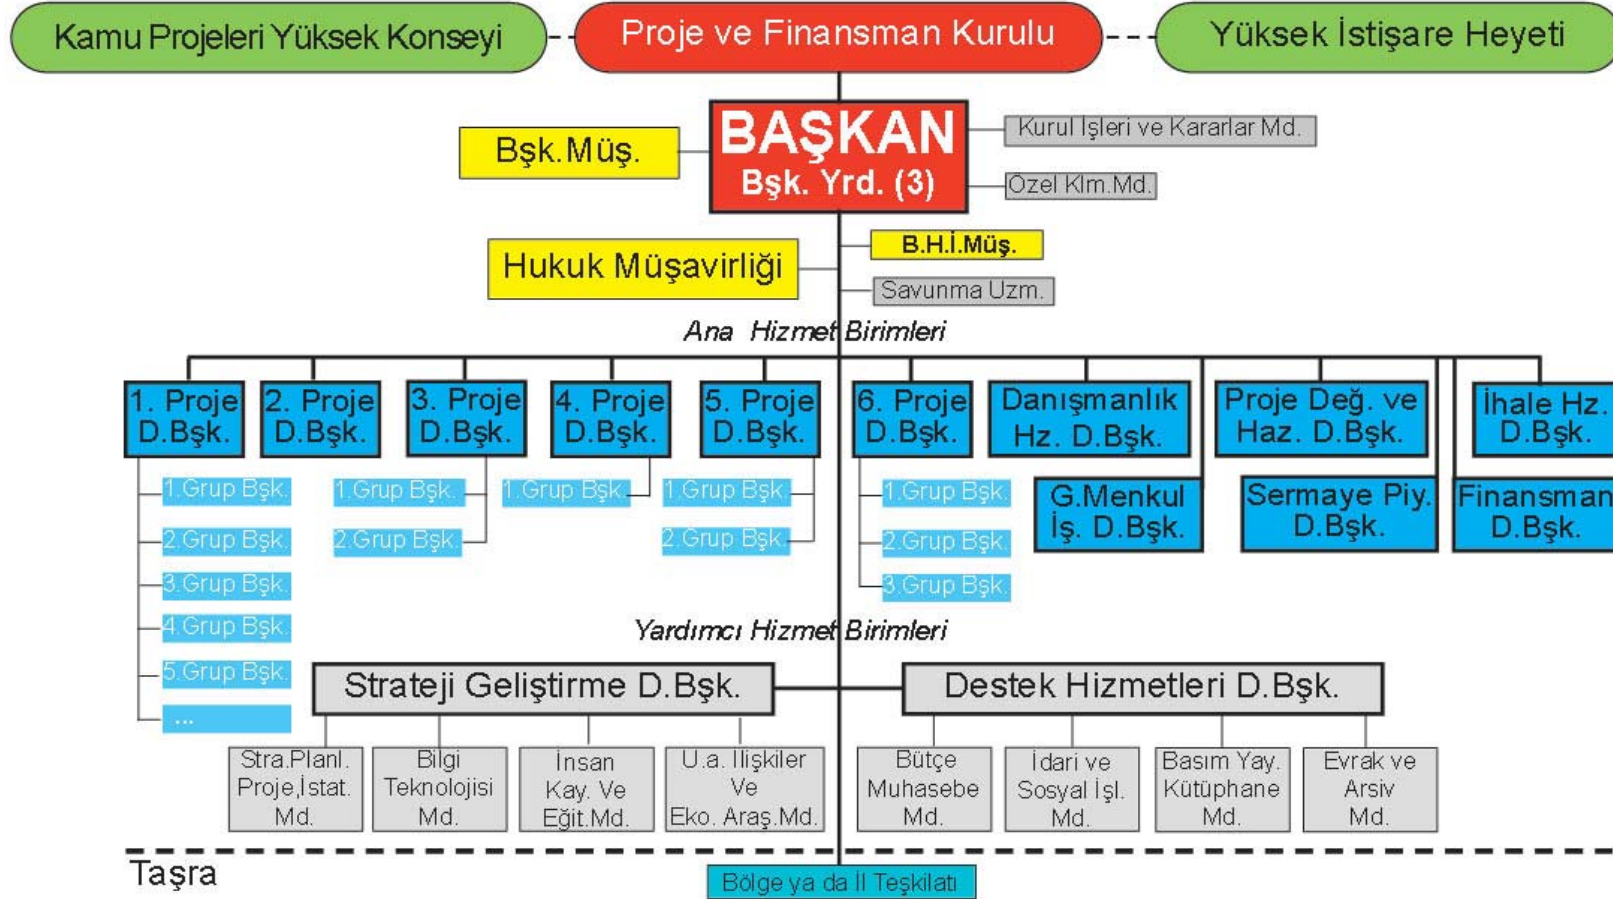 Kamu Projeleri Yüksek Konseyi
Proje ve Finansman Kurulu
Yüksek İstişare Heyeti
BAŞKAN
Bşk. Yrd. (3)
Bşk.Müş.
Kurul İşleri ve Kararlar Md.
Özel Klm.Md.
Hukuk Müşavirliği
B.H.İ.Müş.
Savunma Uzm.
Ana Hizmet Birimleri
1. Proje
D.Bşk.
2. Proje
D.Bşk.
3. Proje
D.Bşk.
4. Proje
D.Bşk.
5. Proje
D.Bşk.
6. Proje
D.Bşk.
Danışmanlık
Hz. D.Bşk.
Proje Değ. ve
Haz. D.Bşk.
İhale Hz.
D.Bşk.
1.Grup Bşk.
2.Grup Bşk.
3.Grup Bşk.
4.Grup Bşk.
5.Grup Bşk.
...
1.Grup Bşk.
2.Grup Bşk.
1.Grup Bşk.
1.Grup Bşk.
2.Grup Bşk.
1.Grup Bşk.
2.Grup Bşk.
3.Grup Bşk.
G.Menkul
İş. D.Bşk.
Sermaye Piy.
D.Bşk.
Finansman
D.Bşk.
Yardımcı Hizmet Birimleri
Strateji Geliştirme D.Bşk.
Destek Hizmetleri D.Bşk.
Stra.Planl.
Proje,İstat.
Md.
Bilgi
Teknolojisi
Md.
İnsan
Kay. Ve
Eğit.Md.
U.a. İlişkiler
Ve
Eko. Araş.Md.
Bütçe
Muhasebe
Md.
İdari ve
Sosyal İşl.
Md.
Basım Yay.
Kütüphane
Md.
Evrak ve
Arsiv
Md.
Taşra
Bölge ya da İl Teşkilatı